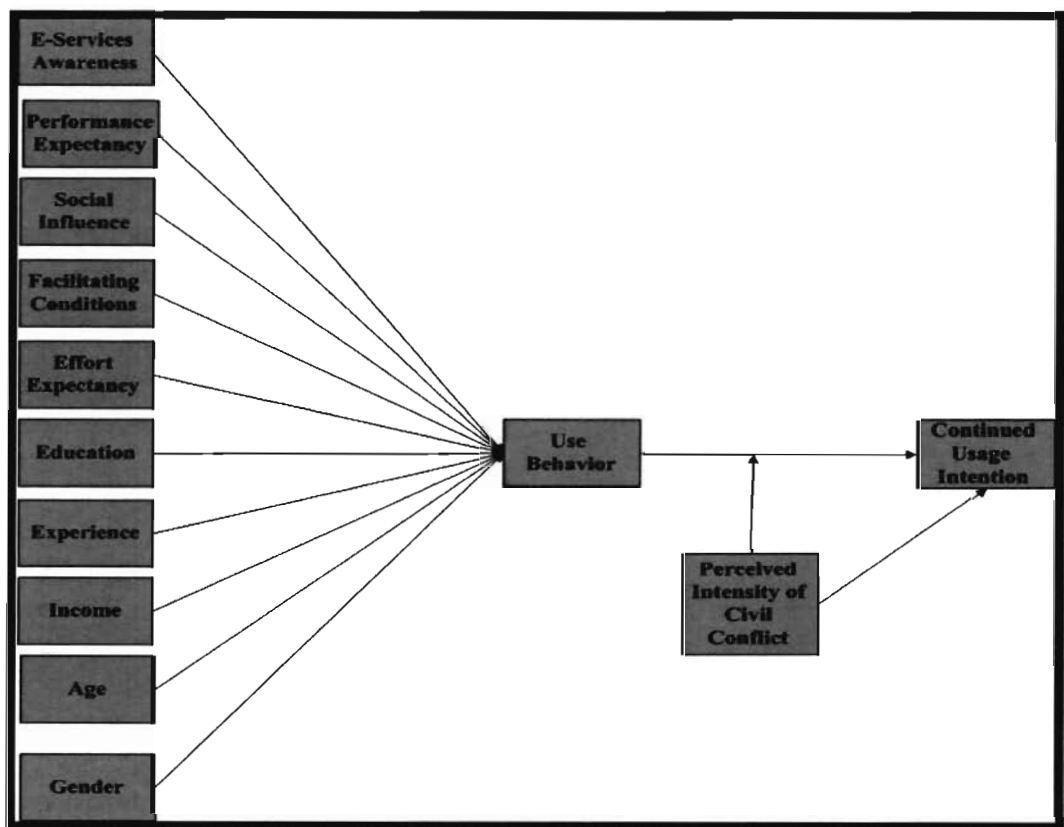 E-Services
Awareness
Performance
Expectancy
Social
Influence
Facilitating
Conditions
Effort
Expectancy
Education
Experience
Income
Age
Gender
Use
Behavior
Perceived
Intensity of
Civil
Conflict
Continued
Usage
Intention